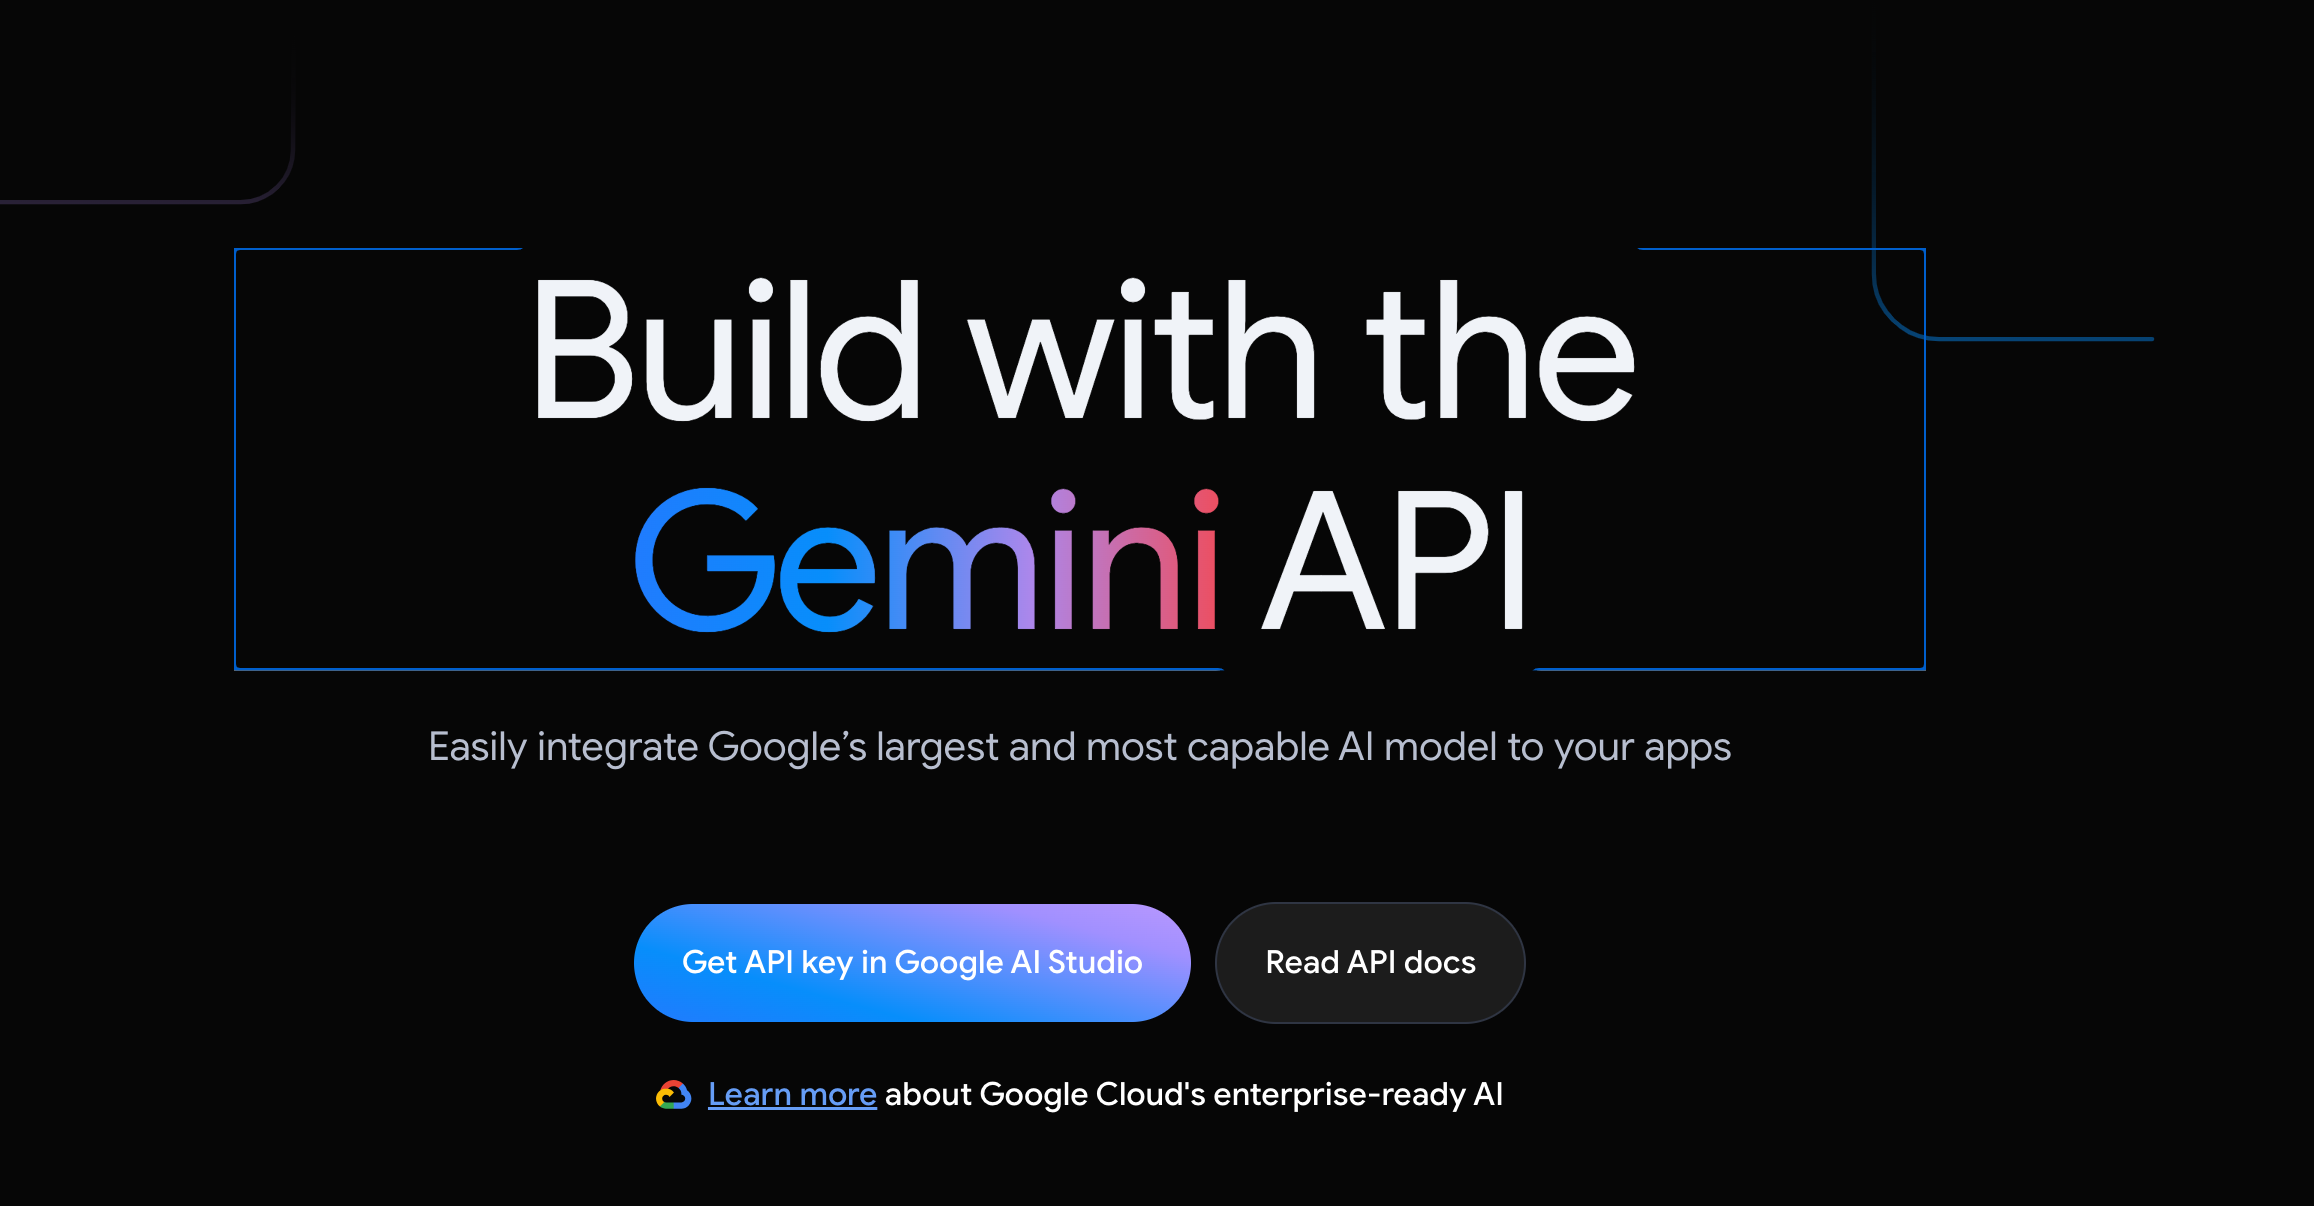 Build with the
Gemini API
Easily integrate Google’s largest and most capable AI model to your apps
Get API key in Google AI Studio
Read API docs
Learn more about Google Cloud's enterprise-ready AI